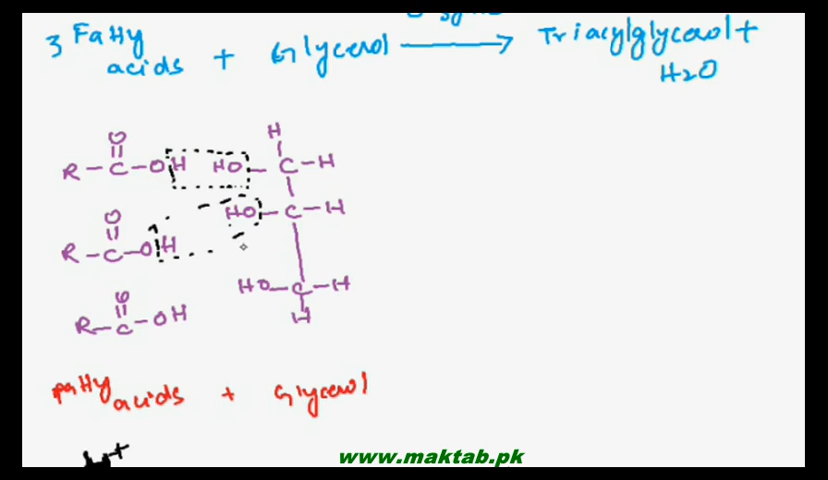 3 Fatty acids + Glycerol → Triacylglycerol + H2O
H
O
R-C-OH HO-C-H
O
HO-C-H
R-C-OH
O
HO-C-H
R-C-OH
H
Fatty acids + Glycerol
www.maktab.pk